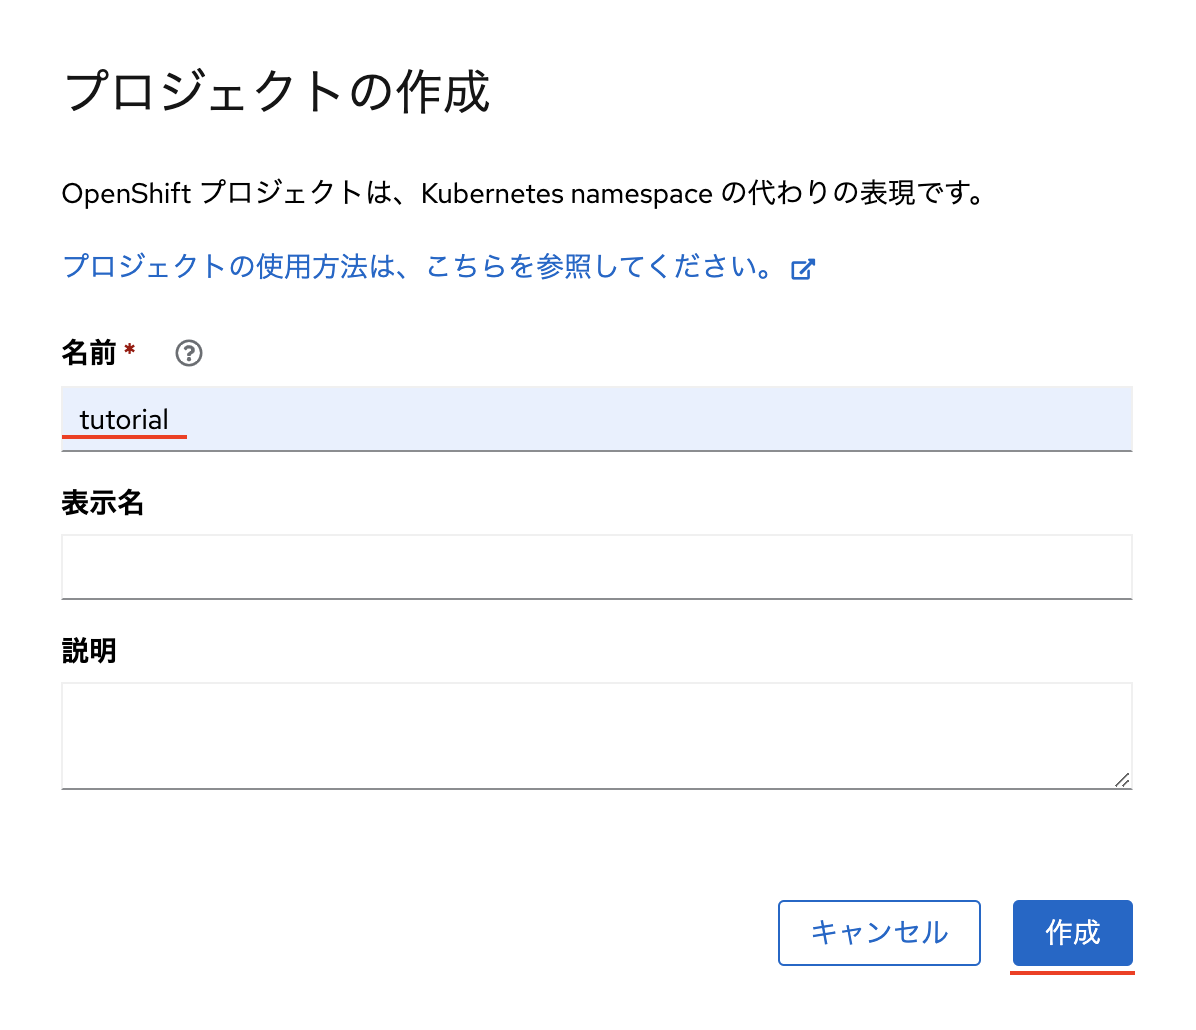 プロジェクトの作成
OpenShift プロジェクトは、Kubernetes namespace の代わりの表現です。
プロジェクトの使用方法は、こちらを参照してください。
名前 *
tutorial
表示名
説明
キャンセル
作成